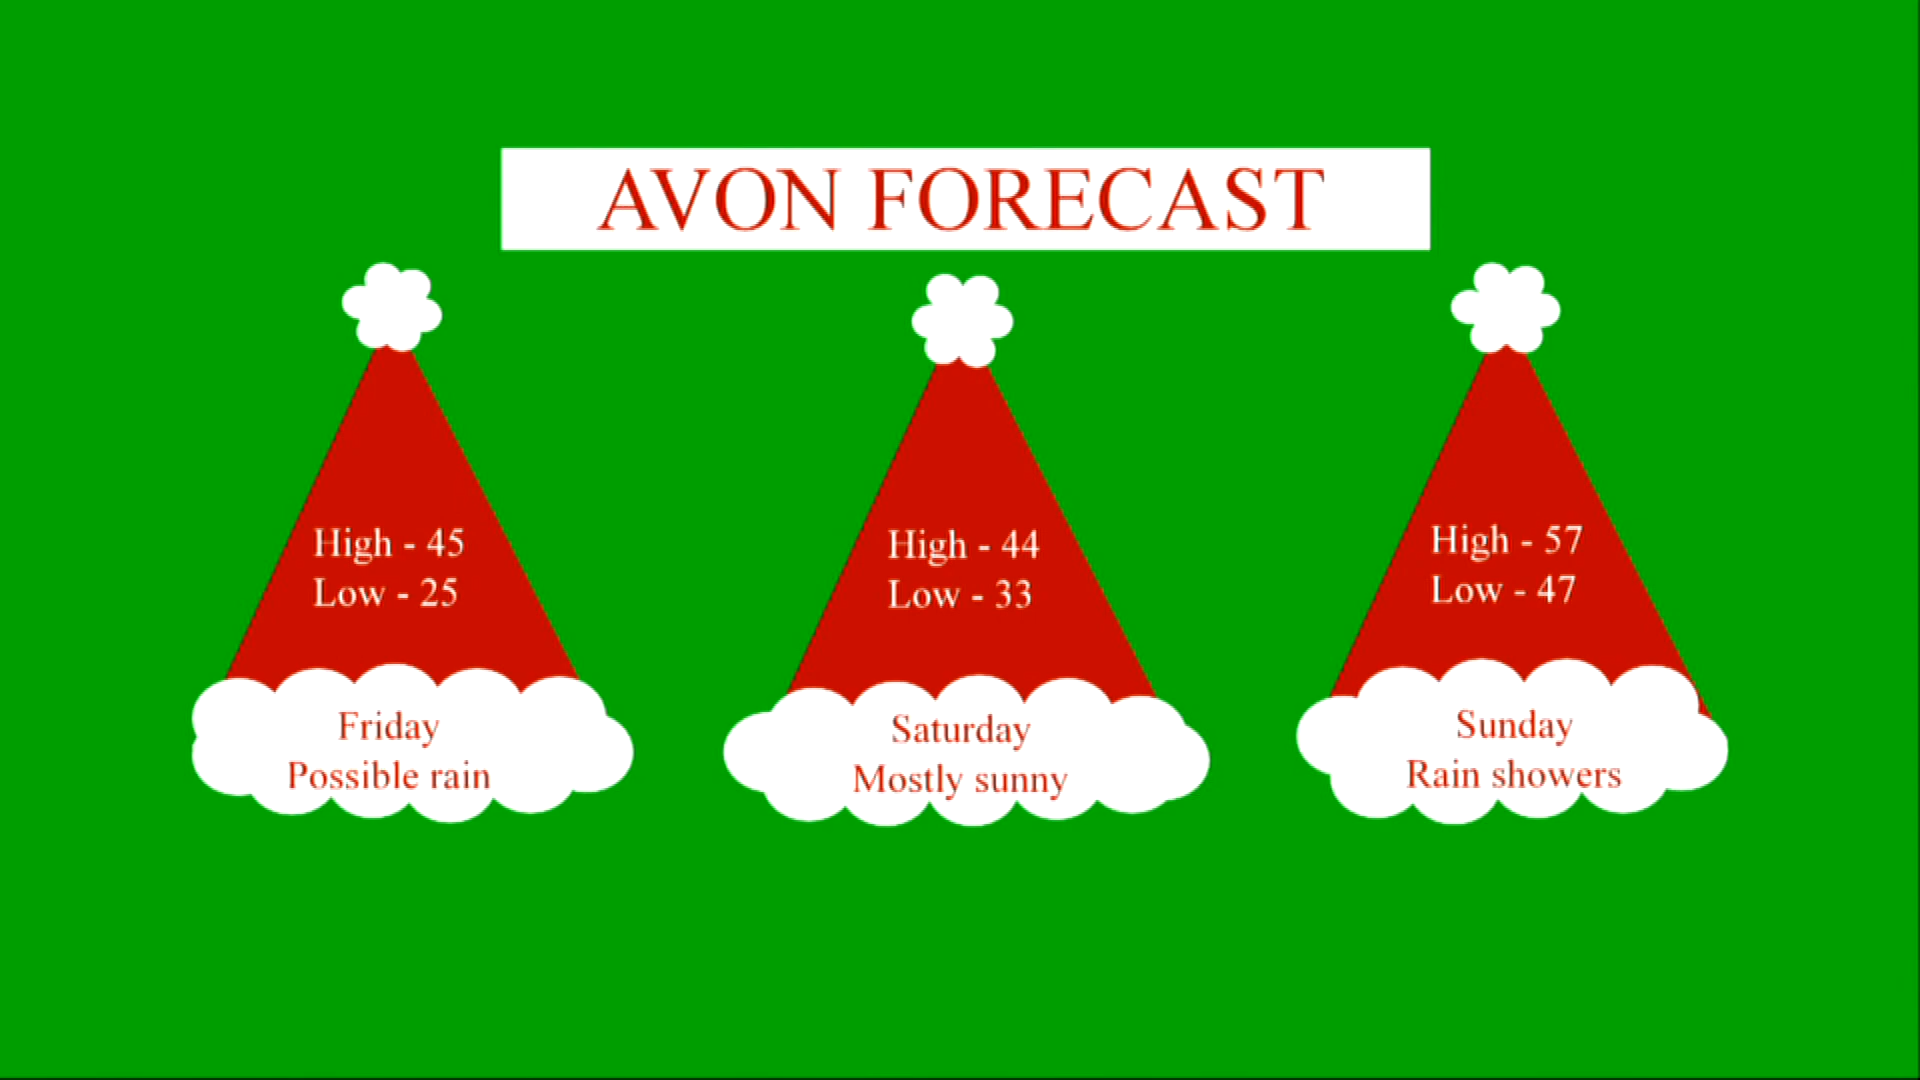 AVON FORECAST
High - 45
Low - 25
Friday
Possible rain
High - 44
Low - 33
Saturday
Mostly sunny
High - 57
Low - 47
Sunday
Rain showers